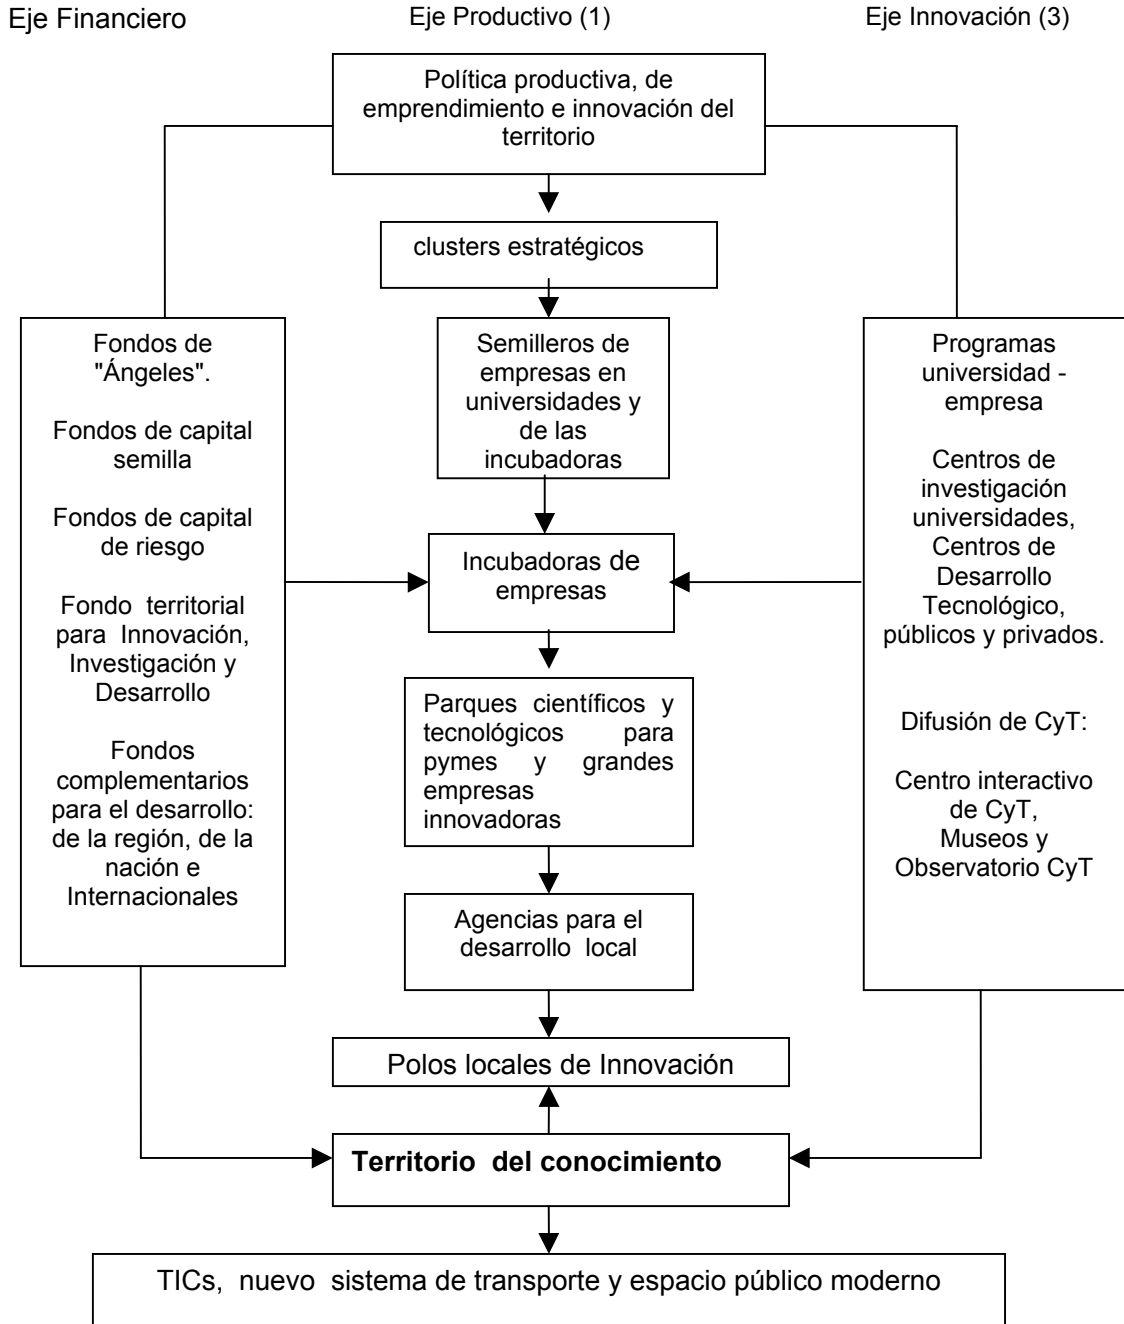 Eje Financiero
Eje Productivo (1)
Eje Innovación (3)
Política productiva, de
emprendimiento e innovación del
territorio
clusters estratégicos
Fondos de
"Ángeles".
Fondos de capital
semilla
Fondos de capital
de riesgo
Fondo territorial
para Innovación,
Investigación y
Desarrollo
Fondos
complementarios
para el desarrollo:
de la región, de la
nación e
Internacionales
Semilleros de
empresas en
universidades y
de las
incubadoras
Incubadoras de
empresas
Parques científicos y
tecnológicos para
pymes y grandes
empresas
innovadoras
Agencias para el
desarrollo local
Programas
universidad -
empresa
Centros de
investigación
universidades,
Centros de
Desarrollo
Tecnológico,
públicos y privados.
Difusión de CyT:
Centro interactivo
de CyT,
Museos y
Observatorio CyT
Polos locales de Innovación
Territorio del conocimiento
TICs, nuevo sistema de transporte y espacio público moderno